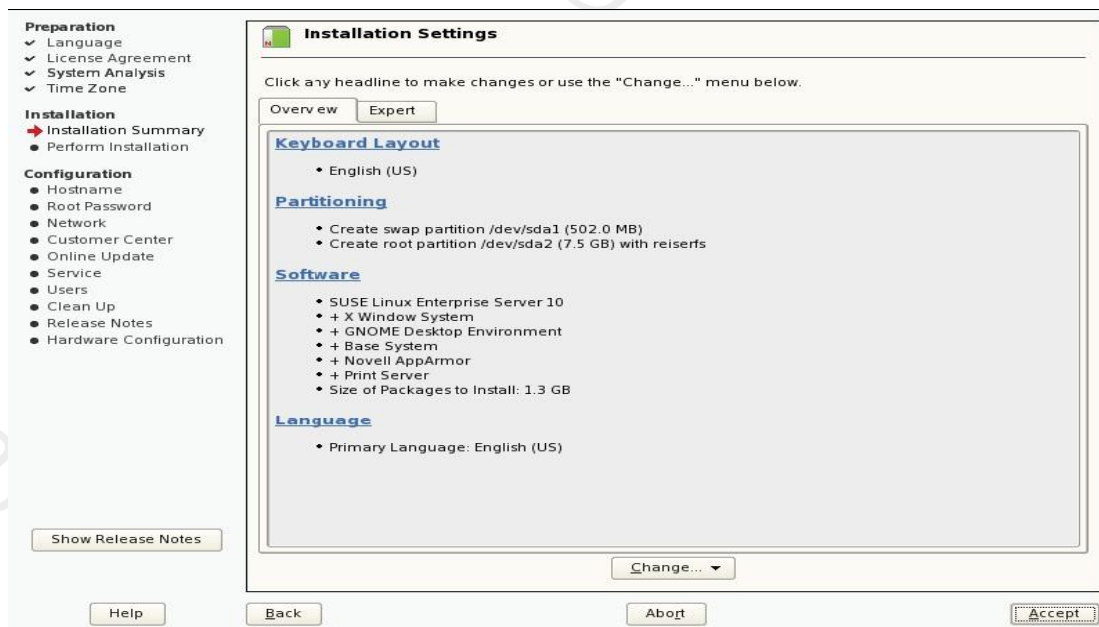 Preparation
Language
License Agreement
System Analysis
Time Zone
Installation
Installation Summary
Perform Installation
Configuration
Hostname
Root Password
Network
Customer Center
Online Update
Service
Users
Clean Up
Release Notes
Hardware Configuration
Show Release Notes
Installation Settings
Click any headline to make changes or use the "Change..." menu below.
Overview Expert
Keyboard Layout
• English (US)
Partitioning
• Create swap partition /dev/sda1 (502.0 MB)
• Create root partition /dev/sda2 (7.5 GB) with reiserfs
Software
• SUSE Linux Enterprise Server 10
• + X Window System
• + GNOME Desktop Environment
• + Base System
• + Novell AppArmor
• + Print Server
• Size of Packages to Install: 1.3 GB
Language
• Primary Language: English (US)
Change...
Help Back Abort Accept